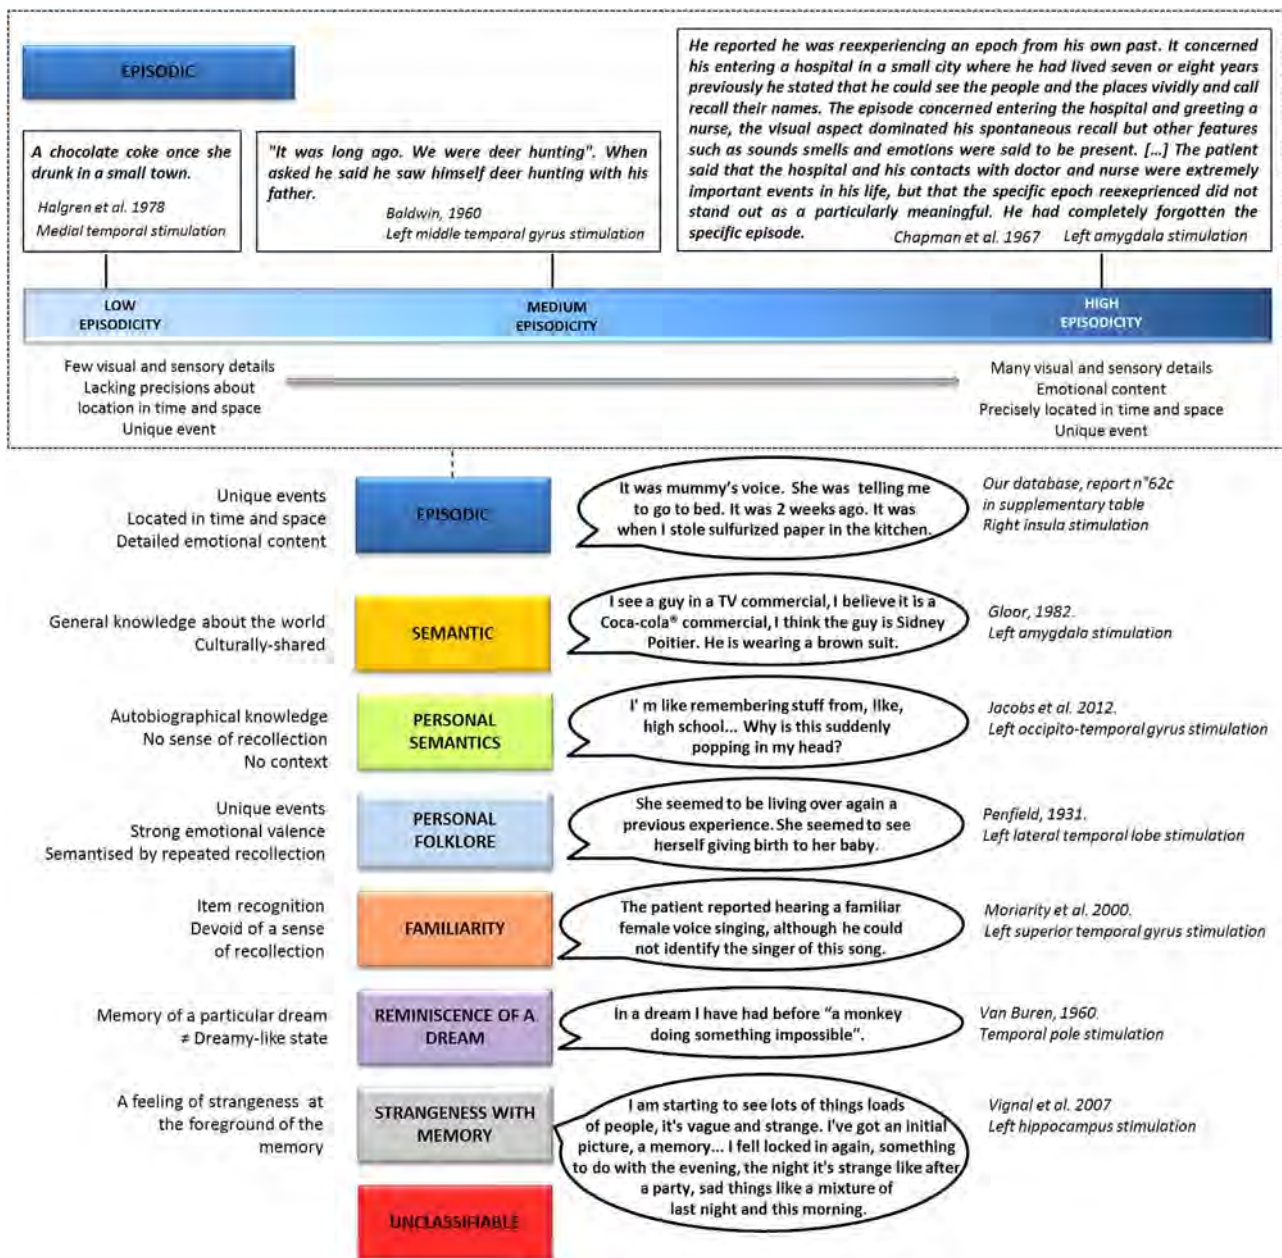 EPISODIC
A chocolate coke once she
drunk in a small town.
Halgren et al. 1978
Medial temporal stimulation
"It was long ago. We were deer hunting". When
asked he said he saw himself deer hunting with his
father.
Baldwin, 1960
Left middle temporal gyrus stimulation
He reported he was reexperiencing an epoch from his own past. It concerned
his entering a hospital in a small city where he had lived seven or eight years
previously he stated that he could see the people and the places vividly and call
recall their names. The episode concerned entering the hospital and greeting a
nurse, the visual aspect dominated his spontaneous recall but other features
such as sounds smells and emotions were said to be present. […] The patient
said that the hospital and his contacts with doctor and nurse were extremely
important events in his life, but that the specific epoch reexeprienced did not
stand out as a particularly meaningful. He had completely forgotten the
specific episode.
Chapman et al. 1967 Left amygdala stimulation
LOW
EPISODICITY
MEDIUM
EPISODICITY
HIGH
EPISODICITY
Few visual and sensory details
Lacking precisions about
location in time and space
Unique event
Many visual and sensory details
Emotional content
Precisely located in time and space
Unique event
Unique events
Located in time and space
Detailed emotional content
EPISODIC
It was mummy's voice. She was telling me
to go to bed. It was 2 weeks ago. It was
when I stole sulfurized paper in the kitchen.
Our database, report n°62c
in supplementary table
Right insula stimulation
General knowledge about the world
Culturally-shared
SEMANTIC
I see a guy in a TV commercial, I believe it is a
Coca-cola® commercial, I think the guy is Sidney
Poitier. He is wearing a brown suit.
Gloor, 1982.
Left amygdala stimulation
Autobiographical knowledge
No sense of recollection
No context
PERSONAL
SEMANTICS
I' m like remembering stuff from, like,
high school... Why is this suddenly
popping in my head?
Jacobs et al. 2012.
Left occipito-temporal gyrus stimulation
Unique events
Strong emotional valence
Semantised by repeated recollection
PERSONAL
FOLKLORE
She seemed to be living over again a
previous experience. She seemed to see
herself giving birth to her baby.
Penfield, 1931.
Left lateral temporal lobe stimulation
Item recognition
Devoid of a sense
of recollection
FAMILIARITY
The patient reported hearing a familiar
female voice singing, although he could
not identify the singer of this song.
Moriarity et al. 2000.
Left superior temporal gyrus stimulation
Memory of a particular dream
≠ Dreamy-like state
REMINISCENCE OF A
DREAM
In a dream I have had before “a monkey
doing something impossible”.
Van Buren, 1960.
Temporal pole stimulation
A feeling of strangeness at
the foreground of the
memory
STRANGENESS WITH
MEMORY
I am starting to see lots of things loads
of people, it's vague and strange. I've got an initial
picture, a memory... I fell locked in again, something
to do with the evening, the night it's strange like after
a party, sad things like a mixture of
last night and this morning.
Vignal et al. 2007
Left hippocampus stimulation
UNCLASSIFIABLE